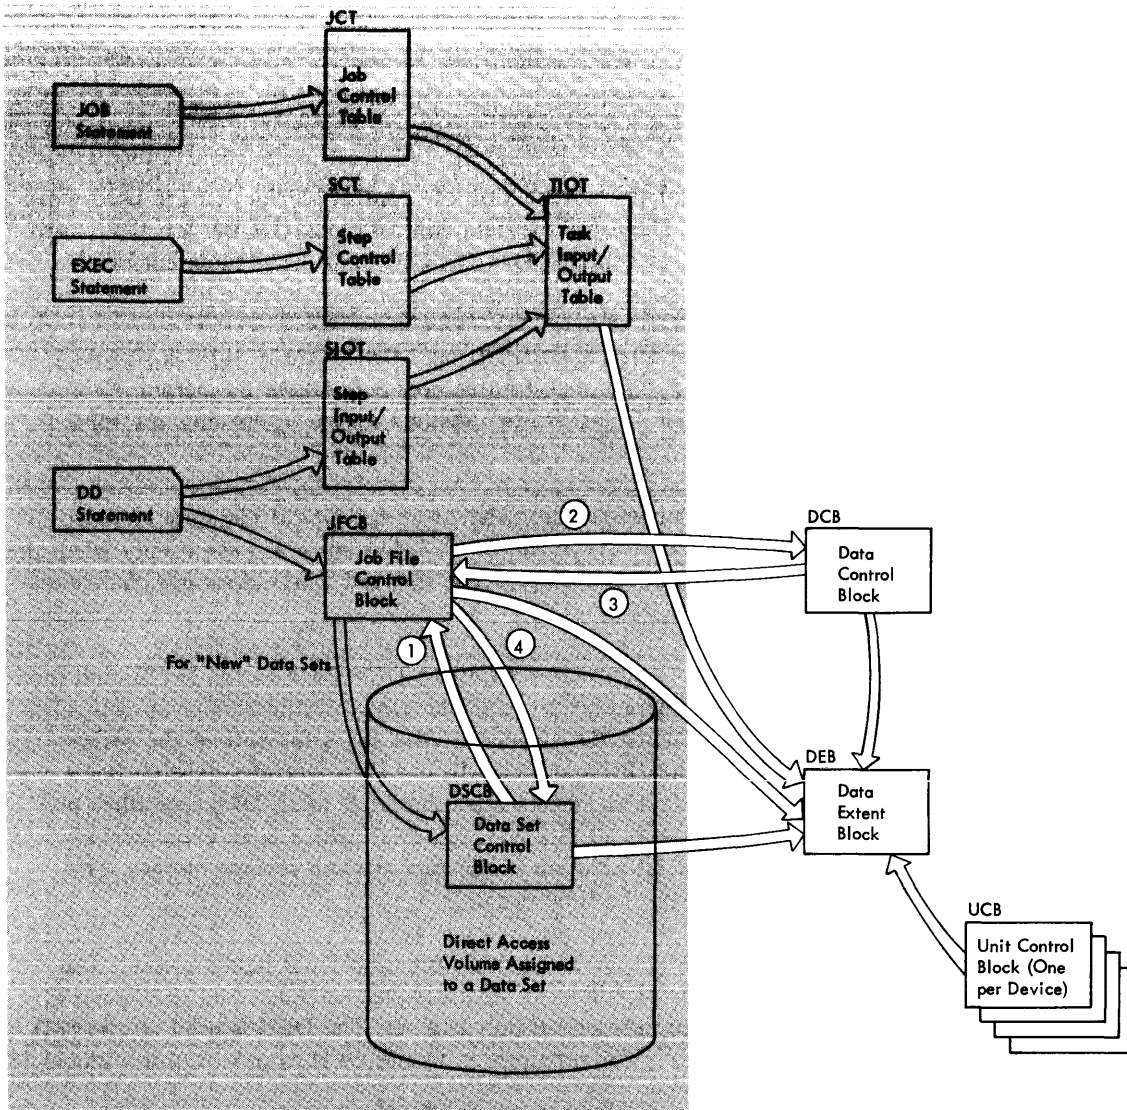 JCT
Job
Control
Table
JOB
Statement
SCT
Step
Control
Table
TIOT
Task
Input/
Output
Table
EXEC
Statement
SIOT
Step
Input/
Output
Table
DD
Statement
JFCB
Job File
Control
Block
2
DCB
Data
Control
Block
3
1
4
For "New" Data Sets
DEB
Data
Extent
Block
DSCB
Data Set
Control
Block
UCB
Unit Control
Block (One
per Device)
Direct Access
Volume Assigned
to a Data Set